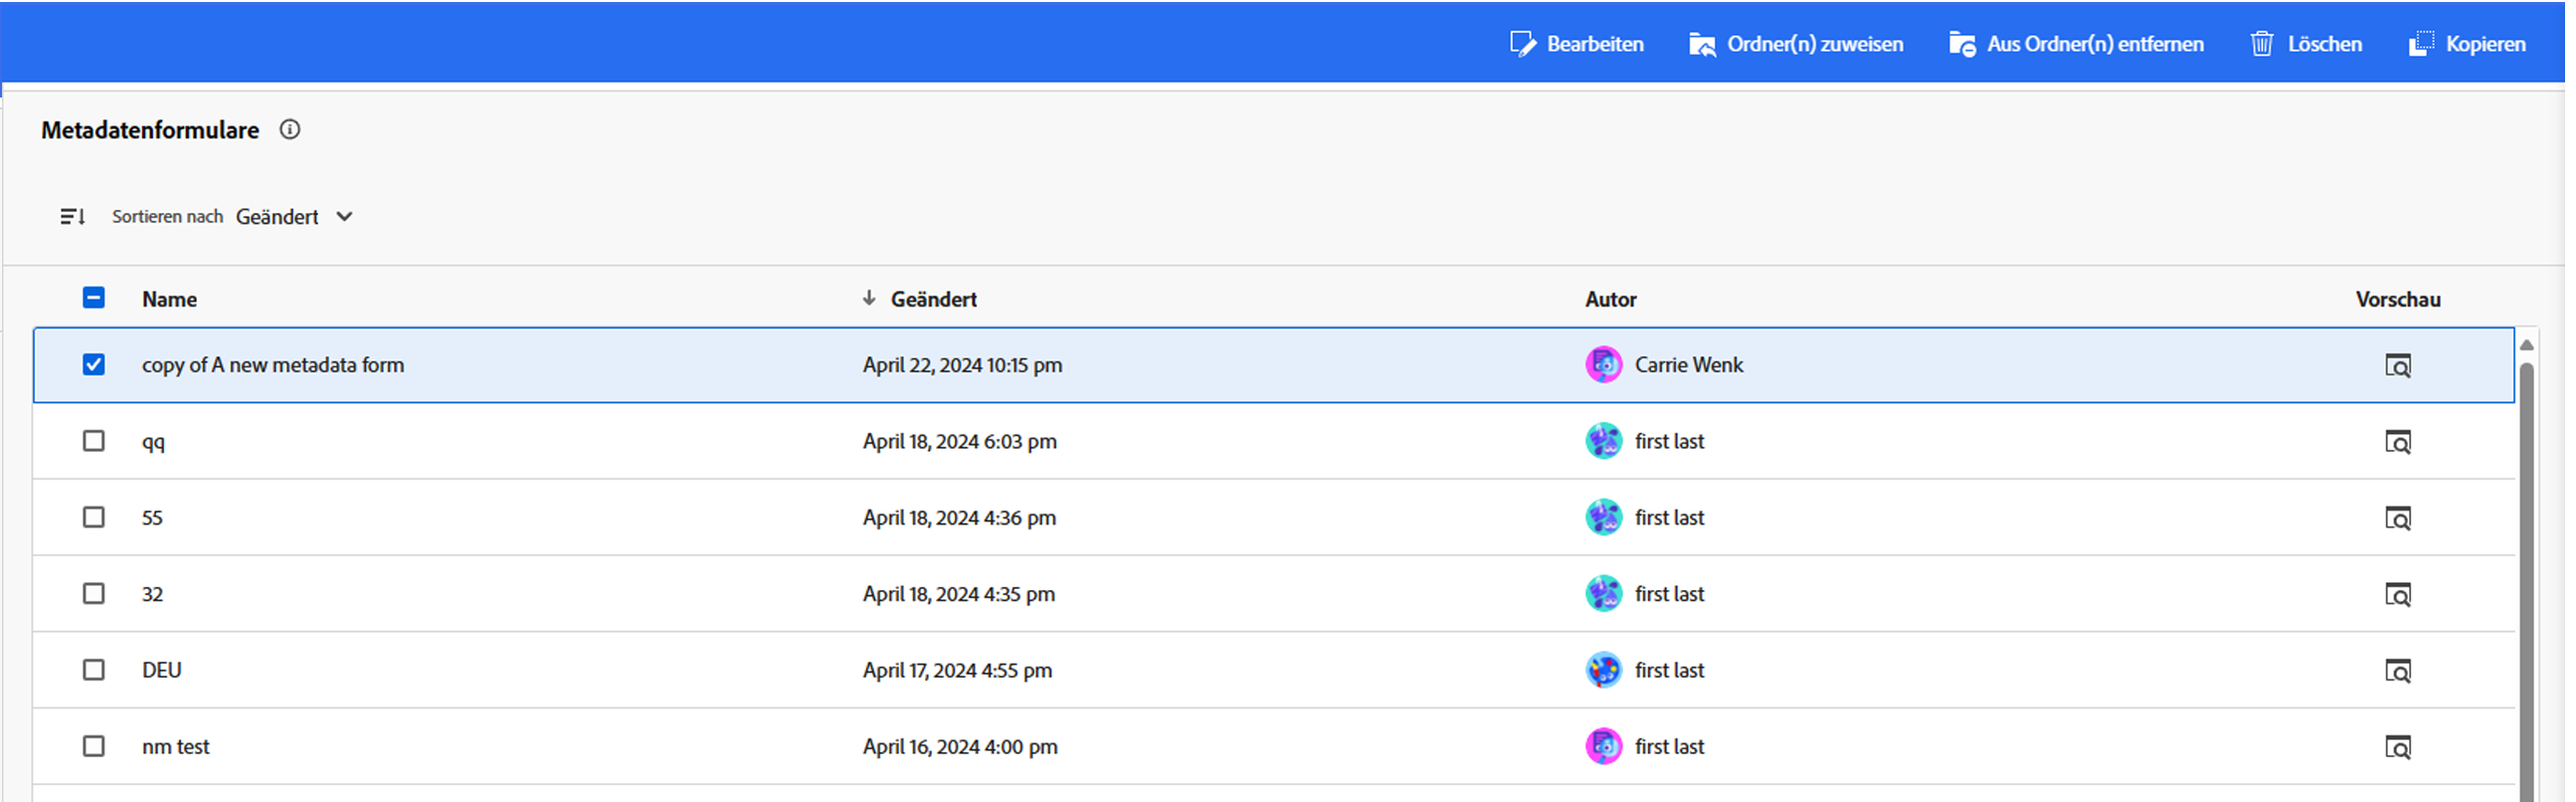 Bearbeiten Ordner(n) zuweisen Aus Ordner(n) entfernen Löschen Kopieren
Metadatenformulare
Sortieren nach Geändert
Name Geändert Autor Vorschau
copy of A new metadata form April 22, 2024 10:15 pm Carrie Wenk
qq April 18, 2024 6:03 pm first last
55 April 18, 2024 4:36 pm first last
32 April 18, 2024 4:35 pm first last
DEU April 17, 2024 4:55 pm first last
nm test April 16, 2024 4:00 pm first last